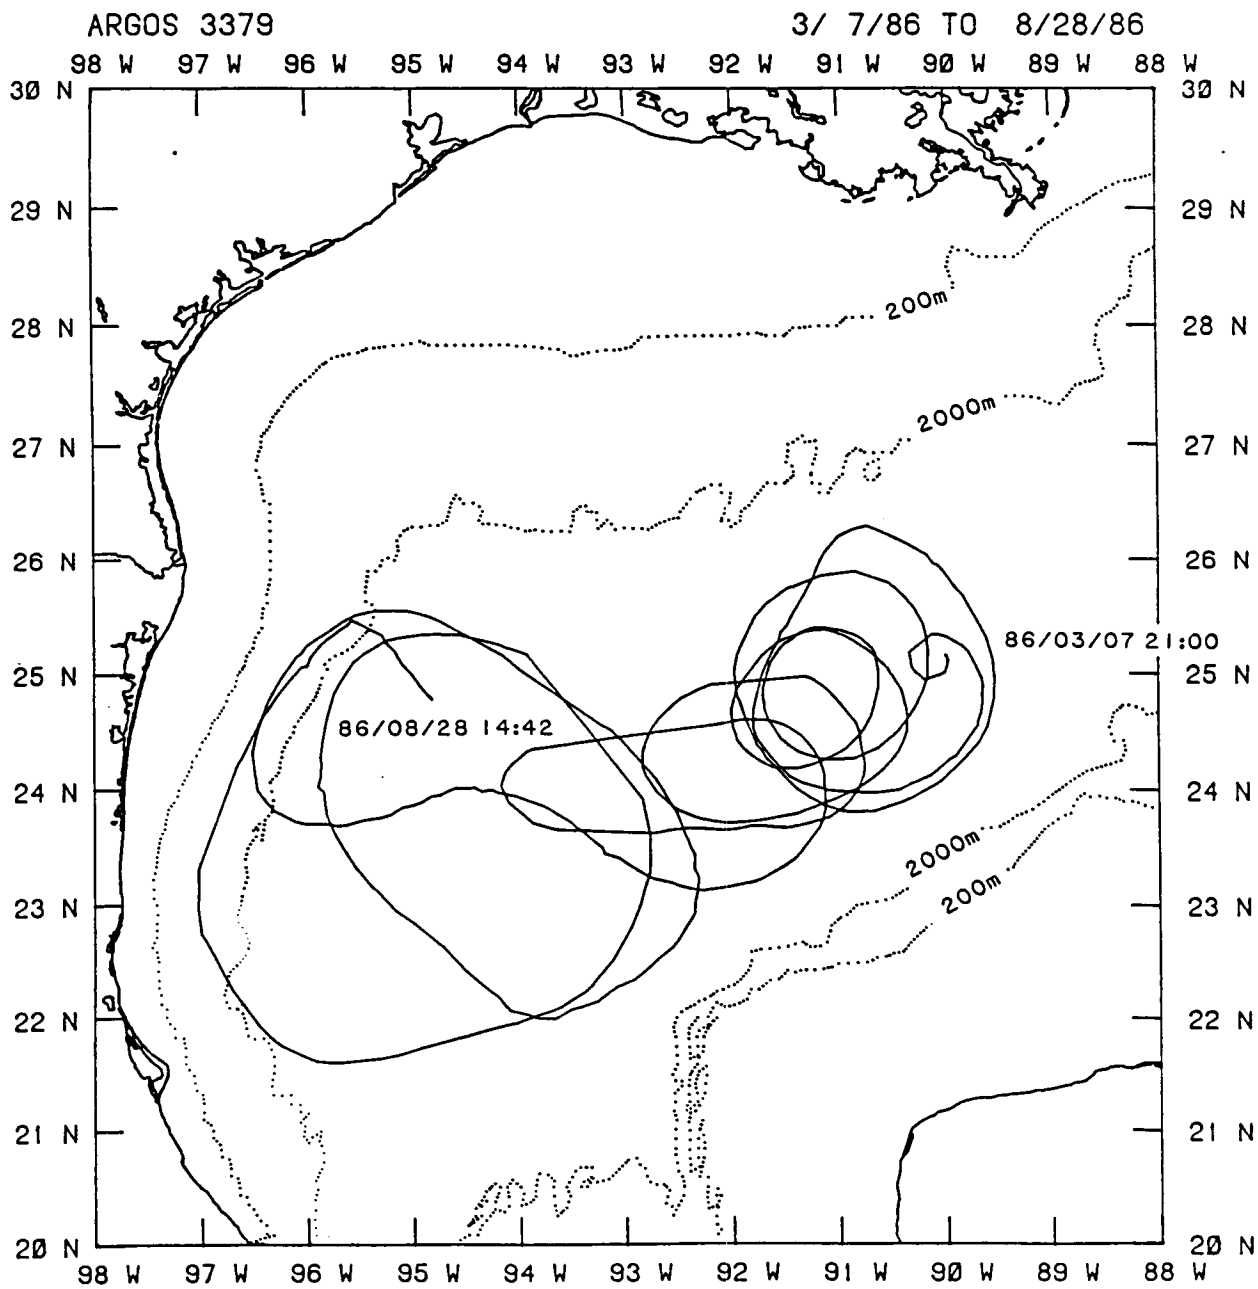 ARGOS 3379 3/ 7/86 TO 8/28/86
98 W 97 W 96 W 95 W 94 W 93 W 92 W 91 W 90 W 89 W 88 W
30 N 30 N
29 N 29 N
200m
28 N 28 N
2000m
27 N 27 N
26 N 26 N
86/03/07 21:00
25 N 25 N
86/08/28 14:42
24 N 24 N
2000m
200m
23 N 23 N
22 N 22 N
21 N 21 N
20 N 20 N
98 W 97 W 96 W 95 W 94 W 93 W 92 W 91 W 90 W 89 W 88 W